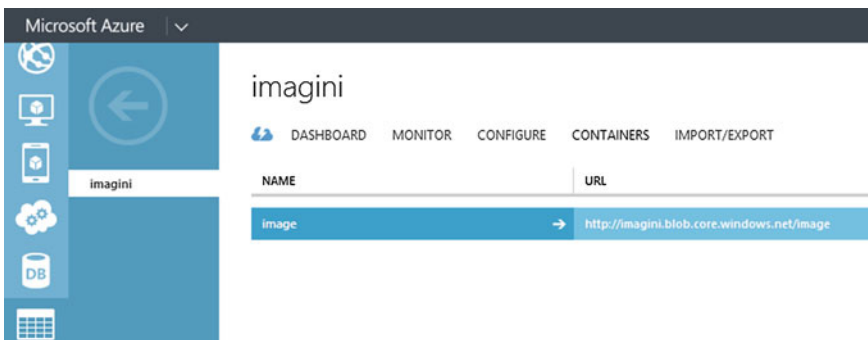 Microsoft Azure
imagini
DASHBOARD MONITOR CONFIGURE CONTAINERS IMPORT/EXPORT
imagini
NAME URL
image http://imagini.blob.core.windows.net/image
DB